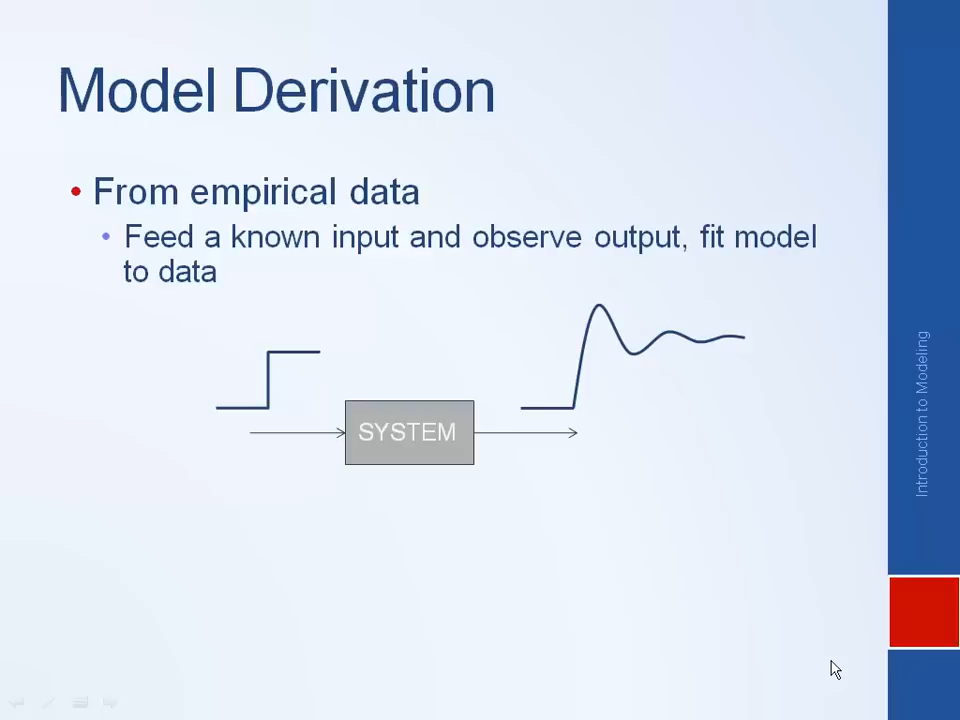 Model Derivation
• From empirical data
• Feed a known input and observe output, fit model
to data
SYSTEM
Introduction to Modeling